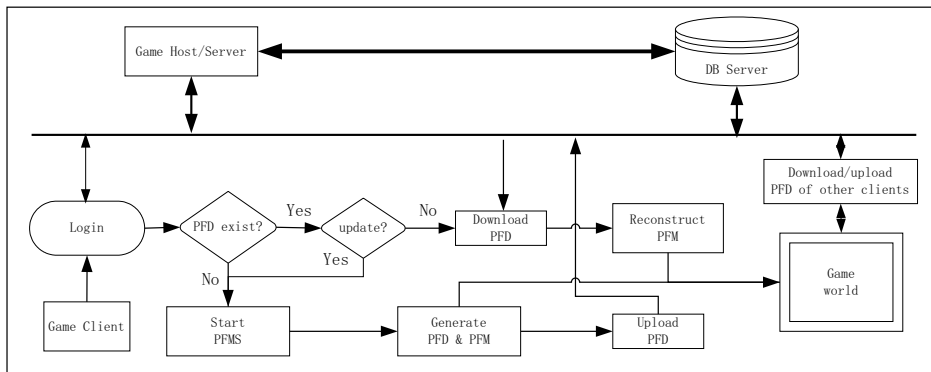 Game Host/Server
DB Server
Download/upload
PFD of other clients
Login
PFD exist?
Yes
update?
No
Download
PFD
Reconstruct
PFM
Yes
No
Game
world
Game Client
Start
PFMS
Generate
PFD & PFM
Upload
PFD